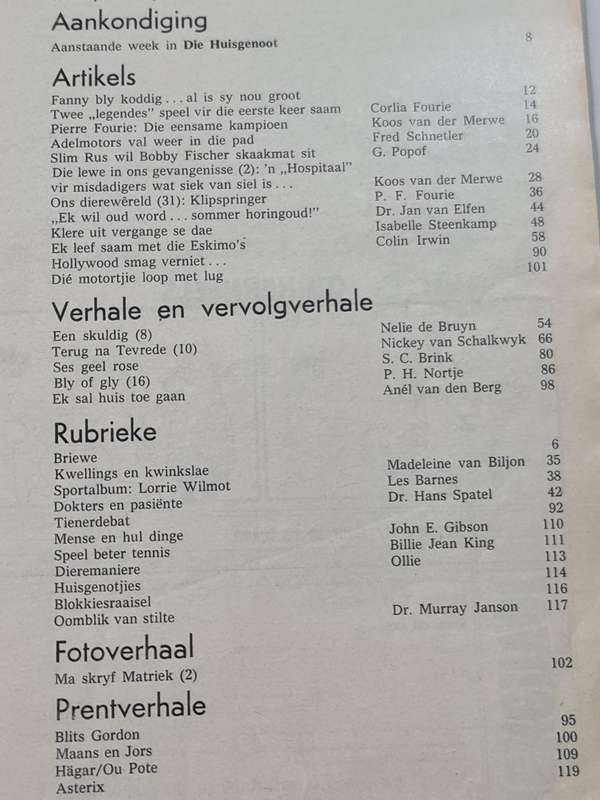 Aankondiging
Aanstaande week in Die Huisgenoot 8
Artikels
Fanny bly koddig . . . al is sy nou groot 12
Twee „legendes” speel vir die eerste keer saam Corlia Fourie 14
Pierre Fourie: Die eensame kampioen Koos van der Merwe 16
Adelmotors val weer in die pad Fred Schnetler 20
Slim Rus wil Bobby Fischer skaakmat sit G. Popof 24
Die lewe in ons gevangenisse (2): 'n „Hospitaal”
vir misdadigers wat siek van siel is . . . Koos van der Merwe 28
Ons dierewêreld (31): Klipspringer P. F. Fourie 36
„Ek wil oud word . . . sommer horingoud!” Dr. Jan van Elfen 44
Klere uit vergange se dae Isabelle Steenkamp 48
Ek leef saam met die Eskimo's Colin Irwin 58
Hollywood smag verniet . . . 90
Dié motortjie loop met lug 101
Verhale en vervolgverhale
Een skuldig (8) Nelie de Bruyn 54
Terug na Tevrede (10) Nickey van Schalkwyk 66
Ses geel rose S. C. Brink 80
Bly of gly (16) P. H. Nortje 86
Ek sal huis toe gaan Anél van den Berg 98
Rubrieke
Briewe 6
Kwellings en kwinkslae Madeleine van Biljon 35
Sportalbum: Lorrie Wilmot Les Barnes 38
Dokters en pasiënte Dr. Hans Spatel 42
Tienerdebat 92
Mense en hul dinge John E. Gibson 110
Speel beter tennis Billie Jean King 111
Dieremaniere Ollie 113
Huisgenotjies 114
Blokkiesraaisel 116
Oomblik van stilte Dr. Murray Janson 117
Fotoverhaal
Ma skryf Matriek (2) 102
Prentverhale
Blits Gordon 95
Maans en Jors 100
Hägar/Ou Pote 109
Asterix 119